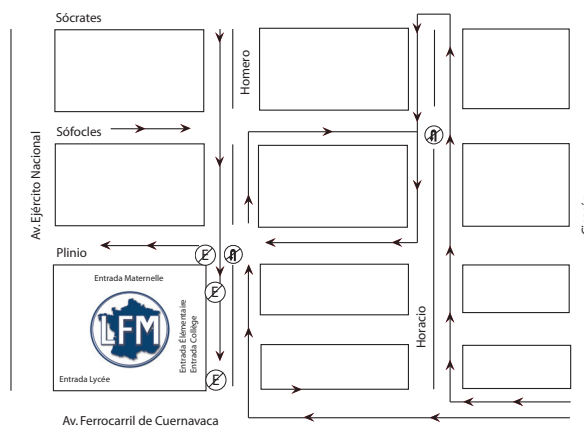 Sócrates
Homero
Sófocles
Av. Ejército Nacional
Plinio
E
E
Entrada Maternelle
LFM
Entrada Élementaire
Entrada Collège
Horacio
Entrada Lycée
E
Av. Ferrocarril de Cuernavaca